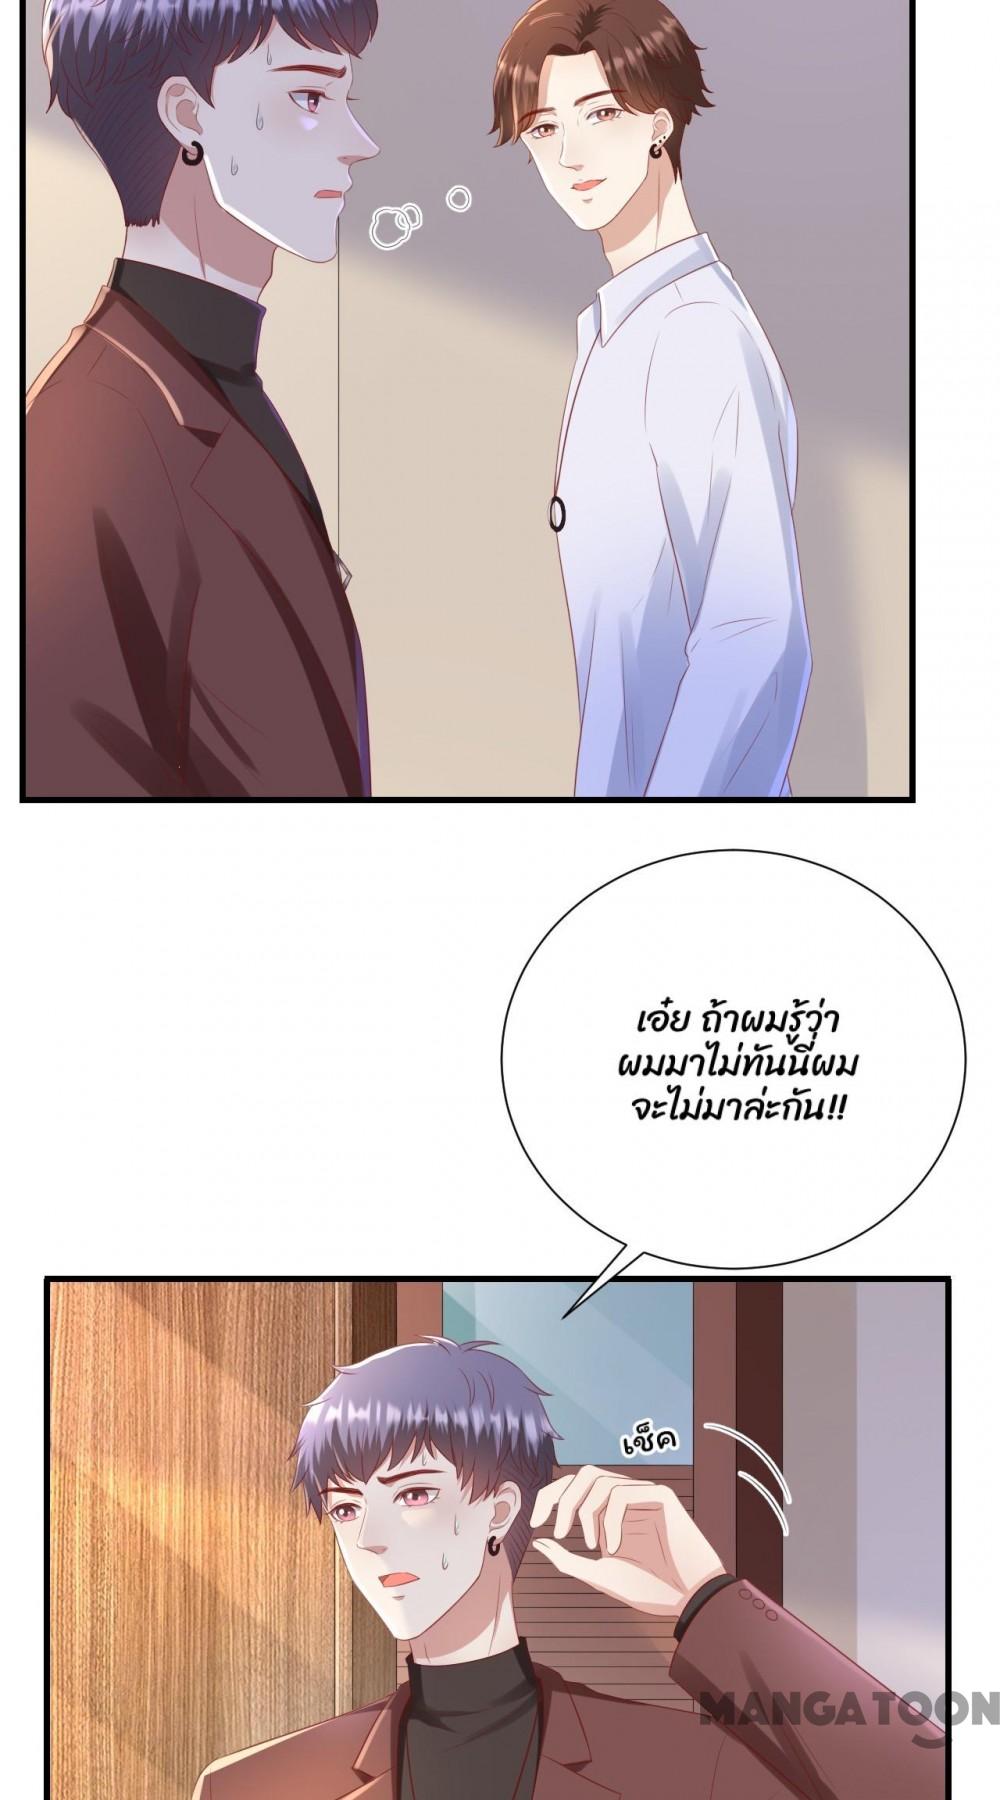 เอ๋ย ถ้าผมรู้ว่า
ผมมาไม่ทันนี่ผม
จะไม่มาล่ะกัน!!
เช็ค
MANGATOON